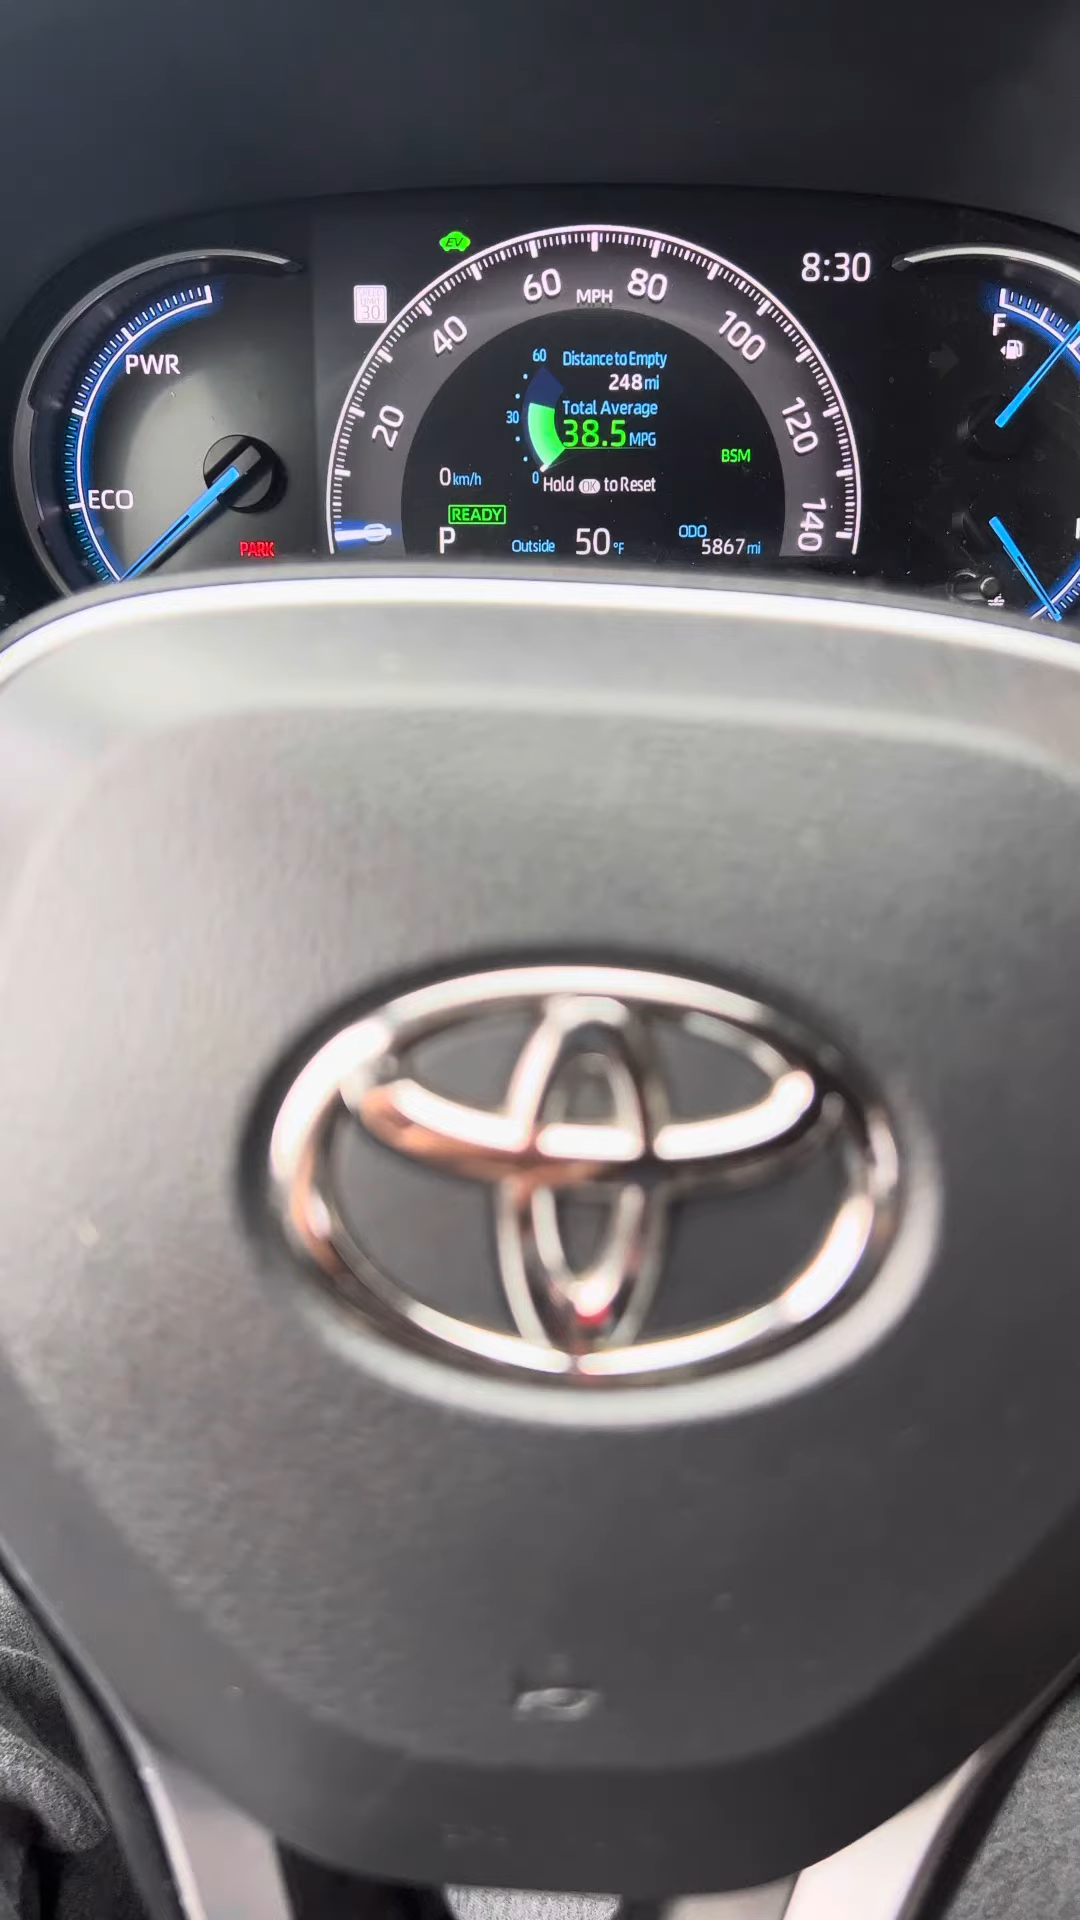 EV
8:30
30
60
MPH
80
40
100
20
120
140
PWR
ECO
PARK
F
60
30
0
Distance to Empty
248 mi
Total Average
38.5 MPG
Hold OK to Reset
BSM
0 km/h
READY
P
Outside 50 °F
ODO
5867 mi